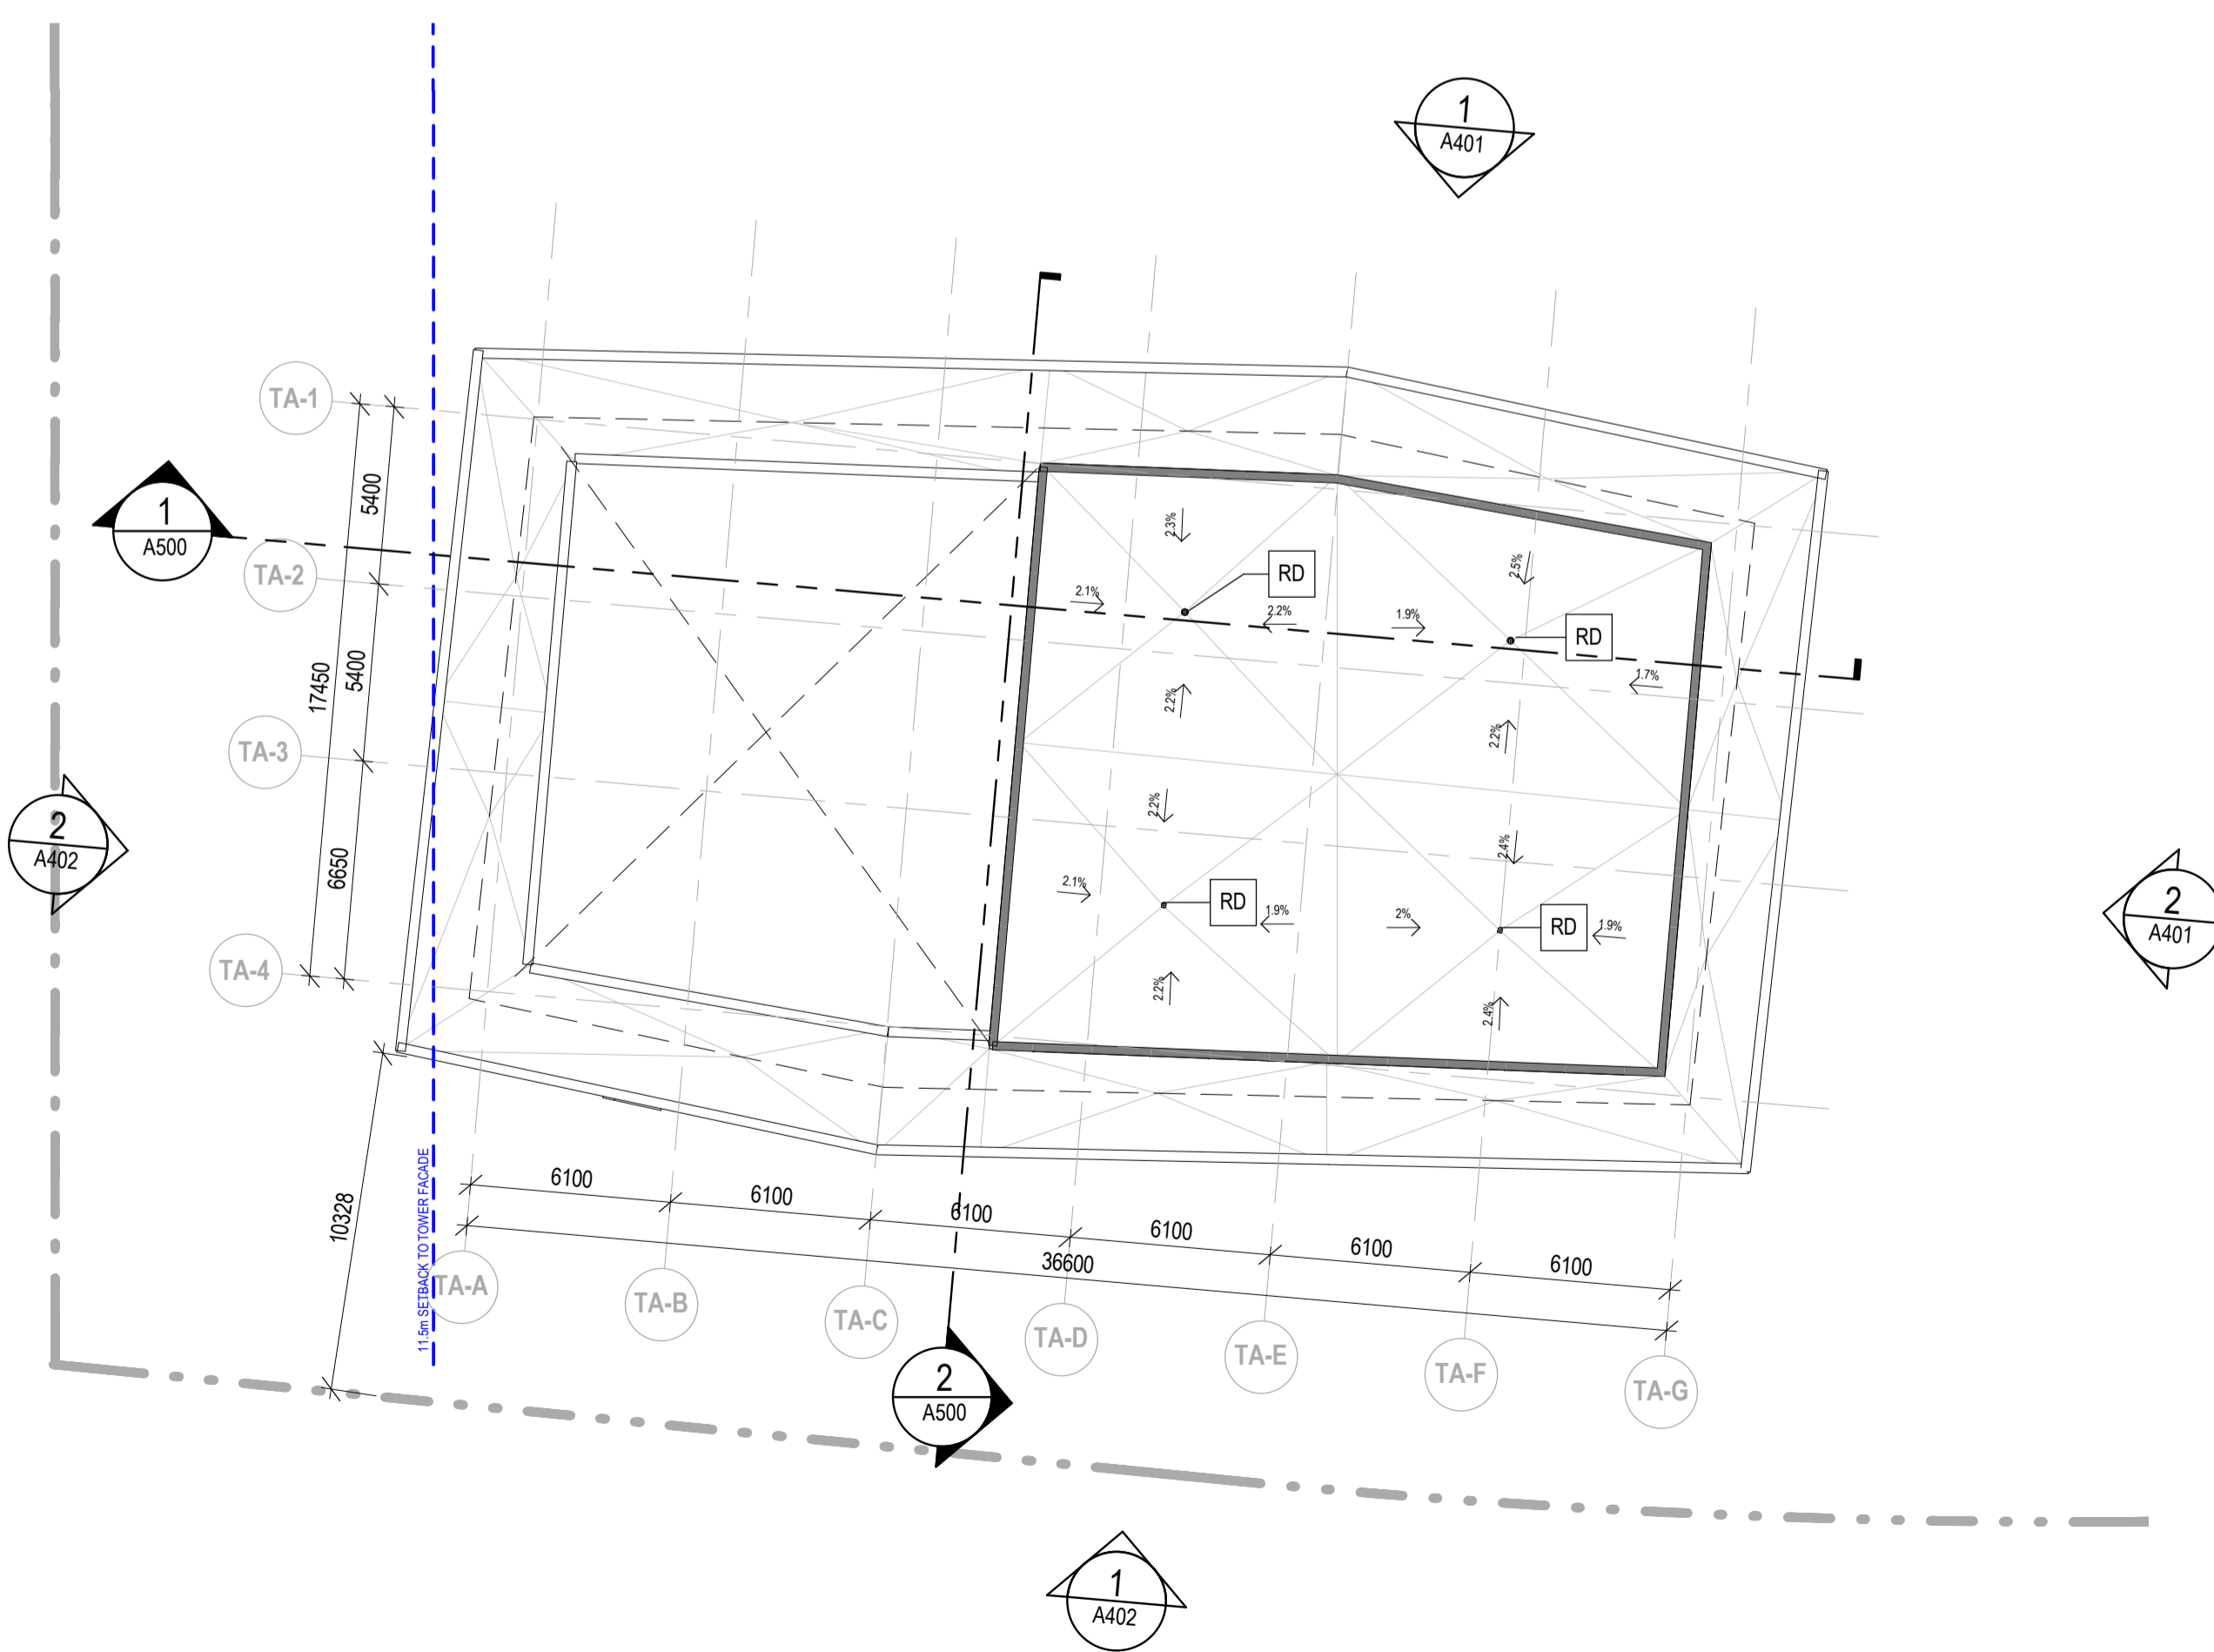 1
A401
TA-1
5400
1
A500
2.3%
2.5%
RD
TA-2
2.1%
2.2%
1.9%
RD
17450
5400
2.2%
1.7%
2.2%
TA-3
2.2%
2.4%
2
A402
6650
2.1%
RD
1.9%
2%
RD
1.9%
2
A401
TA-4
2.2%
2.4%
10328
11.5m SETBACK TO TOWER FACADE
6100
6100
6100
6100
6100
6100
36600
TA-A
TA-B
TA-C
TA-D
TA-E
TA-F
TA-G
2
A500
1
A402